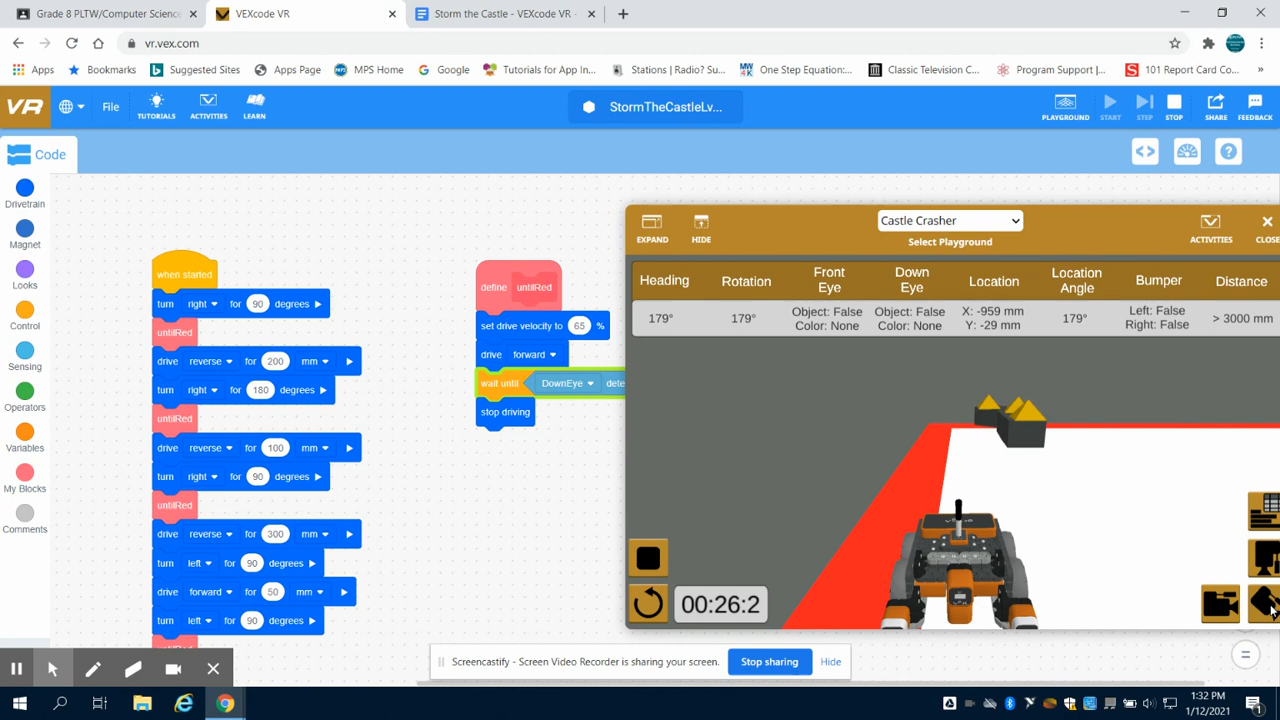 Grade 8 PLTW/Computer Science
VEXcode VR
Storm the Castle - VEXcode VR -
vr.vex.com
Apps
Bookmarks
Suggested Sites
Apps Page
MPS Home
Google
Tutorials for App In...
Stations | Radio? Su...
One Step Equation:...
Classic Television C...
Program Support |...
101 Report Card Co...
»
VR
File
TUTORIALS
ACTIVITIES
LEARN
StormTheCastleLv...
PLAYGROUND
START
STEP
STOP
SHARE
FEEDBACK
Code
Drivetrain
Magnet
Looks
Control
Sensing
Operators
Variables
My Blocks
Comments
when started
turn right for 90 degrees
untilRed
drive reverse for 200 mm
turn right for 180 degrees
untilRed
drive reverse for 100 mm
turn right for 90 degrees
untilRed
drive reverse for 300 mm
turn left for 90 degrees
drive forward for 50 mm
turn left for 90 degrees
untilRed
define untilRed
set drive velocity to 65 %
drive forward
wait until DownEye dete
stop driving
EXPAND
HIDE
Castle Crasher
Select Playground
ACTIVITIES
CLOSE
Heading Rotation Front Eye Down Eye Location Location Angle Bumper Distance
179° 179° Object: False Object: False X: -959 mm 179° Left: False > 3000 mm
Color: None Color: None Y: -29 mm Right: False
00:26:2
Screencastify - Screen Video Recorder is sharing your screen.
Stop sharing
Hide
1:32 PM
1/12/2021
1